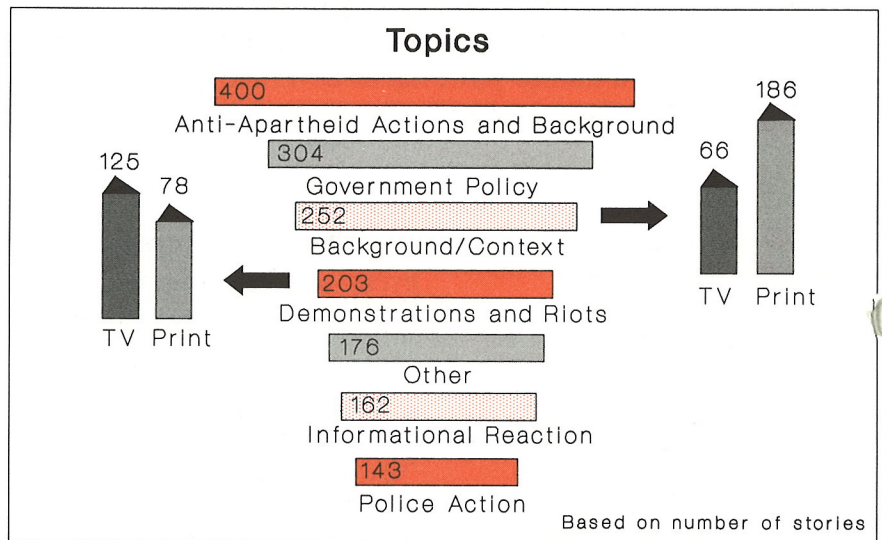 Topics
400
Anti-Apartheid Actions and Background
304
Government Policy
252
Background/Context
203
Demonstrations and Riots
176
Other
162
Informational Reaction
143
Police Action
125
78
TV Print
186
66
TV Print
Based on number of stories